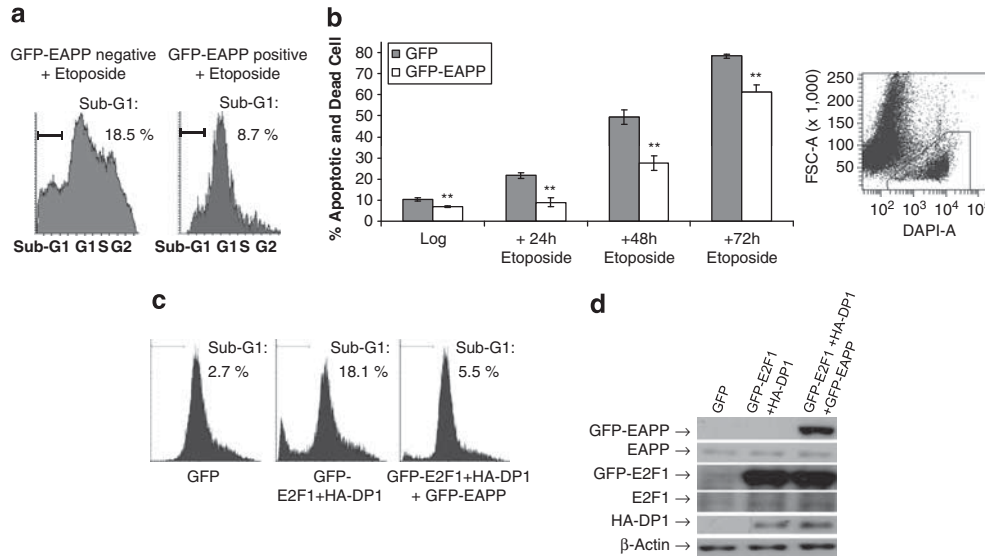 a
GFP-EAPP negative
+ Etoposide
GFP-EAPP positive
+ Etoposide
Sub-G1:
18.5 %
Sub-G1:
8.7 %
Sub-G1 G1 S G2
Sub-G1 G1 S G2
b
% Apoptotic and Dead Cell
80
70
60
50
40
30
20
10
0
GFP
GFP-EAPP
**
**
**
**
Log
+ 24h
Etoposide
+48h
Etoposide
+72h
Etoposide
FSC-A (x 1,000)
250
200
150
100
50
10² 10³ 10⁴ 10⁵
DAPI-A
c
Sub-G1:
2.7 %
Sub-G1:
18.1 %
Sub-G1:
5.5 %
GFP
GFP-
E2F1+HA-DP1
GFP-E2F1+HA-DP1
+ GFP-EAPP
d
GFP
GFP-E2F1
+HA-DP1
GFP-E2F1 +HA-DP1
+GFP-EAPP
GFP-EAPP →
EAPP →
GFP-E2F1 →
E2F1 →
HA-DP1 →
β-Actin →